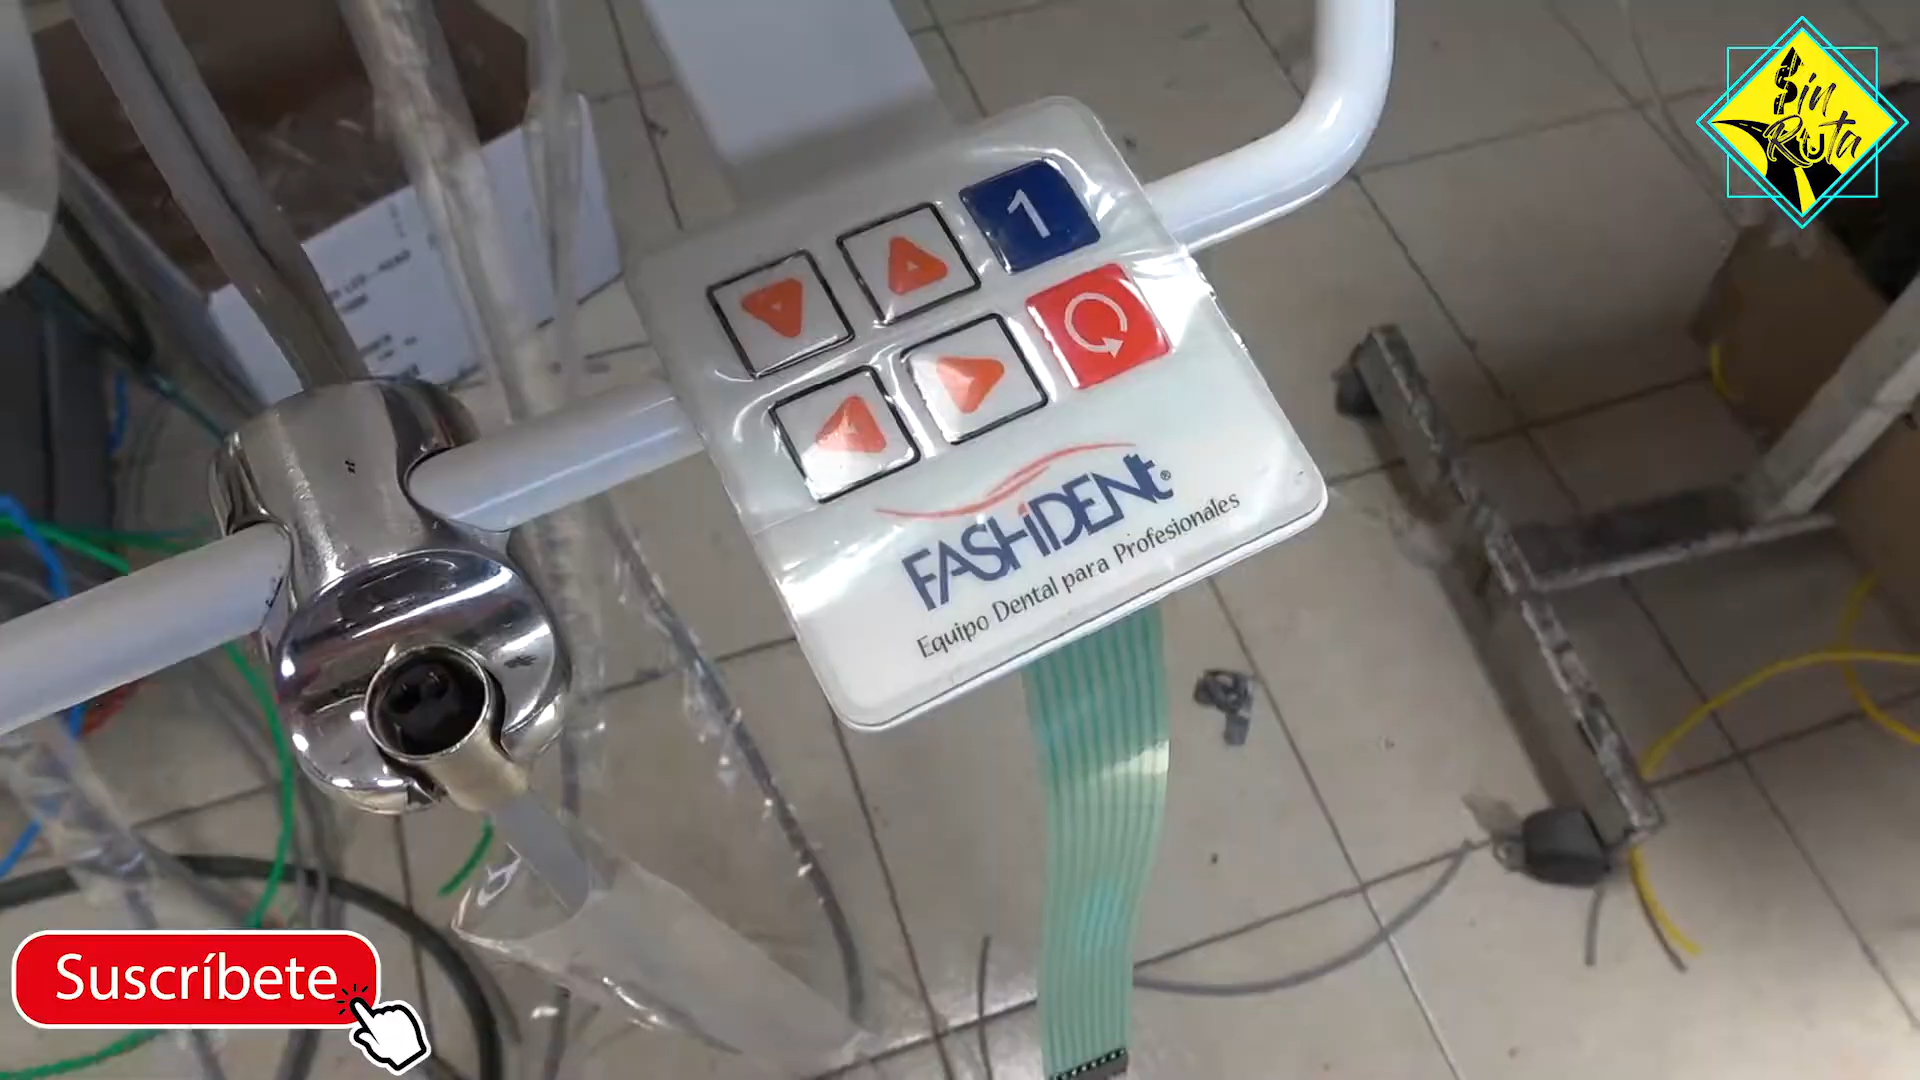 Sin
Ruta
1
FASHIDENt®
Equipo Dental para Profesionales
Suscríbete